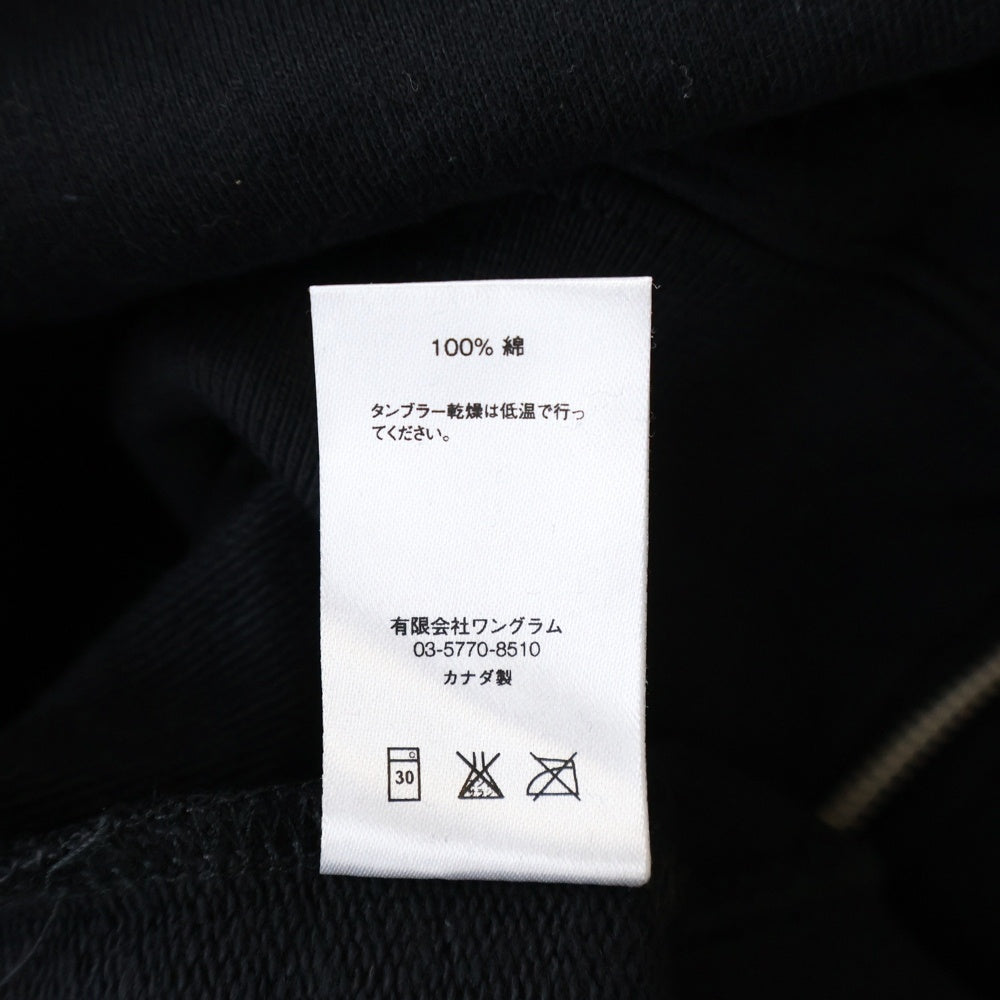 100% 綿
タンブラー乾燥は低温で行っ
てください。
有限会社ワングラム
03-5770-8510
カナダ製
30